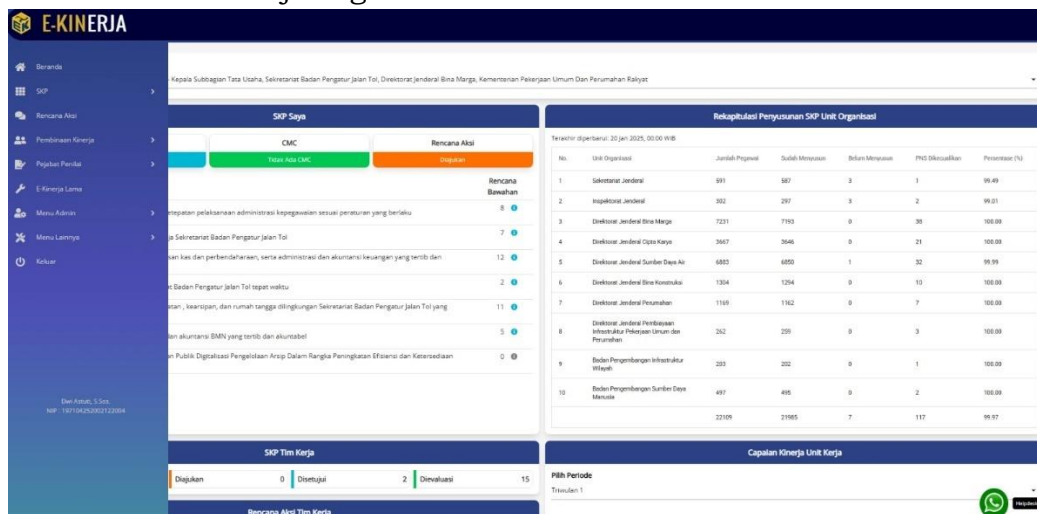 E-KINERJA
Beranda
SKP
Rencana Aksi
Pembinaan Kinerja
Pejabat Penilai
E-Kinerja Lama
Menu Admin
Menu Lainnya
Keluar
Dwi Astuti, S.Sos.
NIP : 197104252002122004
Kepala Subbagian Tata Usaha, Sekretariat Badan Pengatur Jalan Tol, Direktorat Jenderal Bina Marga, Kementerian Pekerjaan Umum Dan Perumahan Rakyat
SKP Saya
CMC Rencana Aksi
Tidak Ada CMC Diajukan
Rencana
Bawahan
etepatan pelaksanaan administrasi kepegawaian sesuai peraturan yang berlaku 8
ja Sekretariat Badan Pengatur Jalan Tol 7
san kas dan perbendaharaan, serta administrasi dan akuntansi keuangan yang tertib dan 12
t Badan Pengatur Jalan Tol tepat waktu 2
atan , kearsipan, dan rumah tangga dilingkungan Sekretariat Badan Pengatur Jalan Tol yang 11
dan akuntansi BMN yang tertib dan akuntabel 5
an Publik Digitalisasi Pengelolaan Arsip Dalam Rangka Peningkatan Efisiensi dan Ketersediaan 0
SKP Tim Kerja
Diajukan 0 Disetujui 2 Dievaluasi 15
Rencana Aksi Tim Kerja
Rekapitulasi Penyusunan SKP Unit Organisasi
Terakhir diperbarui: 20 Jan 2025, 00.00 WIB
No. Unit Organisasi Jumlah Pegawai Sudah Menyusun Belum Menyusun PNS Dikecualikan Persentase (%)
1 Sekretariat Jenderal 591 587 3 1 99.49
2 Inspektorat Jenderal 302 297 3 2 99.01
3 Direktorat Jenderal Bina Marga 7231 7193 0 38 100.00
4 Direktorat Jenderal Cipta Karya 3667 3646 0 21 100.00
5 Direktorat Jenderal Sumber Daya Air 6883 6850 1 32 99.99
6 Direktorat Jenderal Bina Konstruksi 1304 1294 0 10 100.00
7 Direktorat Jenderal Perumahan 1169 1162 0 7 100.00
8 Direktorat Jenderal Pembiayaan
Infrastruktur Pekerjaan Umum dan
Perumahan 262 259 0 3 100.00
9 Badan Pengembangan Infrastruktur
Wilayah 203 202 0 1 100.00
10 Badan Pengembangan Sumber Daya
Manusia 497 495 0 2 100.00
22109 21985 7 117 99.97
Capaian Kinerja Unit Kerja
Pilih Periode
Triwulan 1
Helpdesk